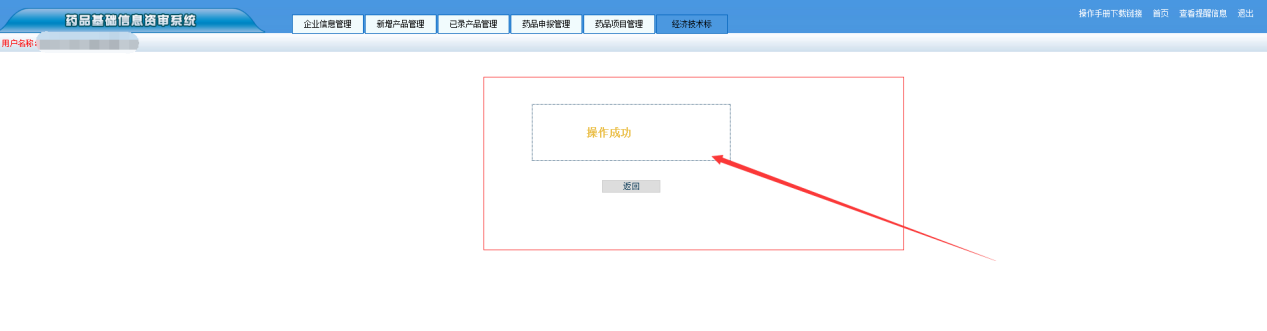 药品基础信息资审系统
企业信息管理 新增产品管理 已录产品管理 药品申报管理 药品项目管理 经济技术标
操作手册下载链接 首页 查看提醒信息 退出
用户名称:
操作成功
返回